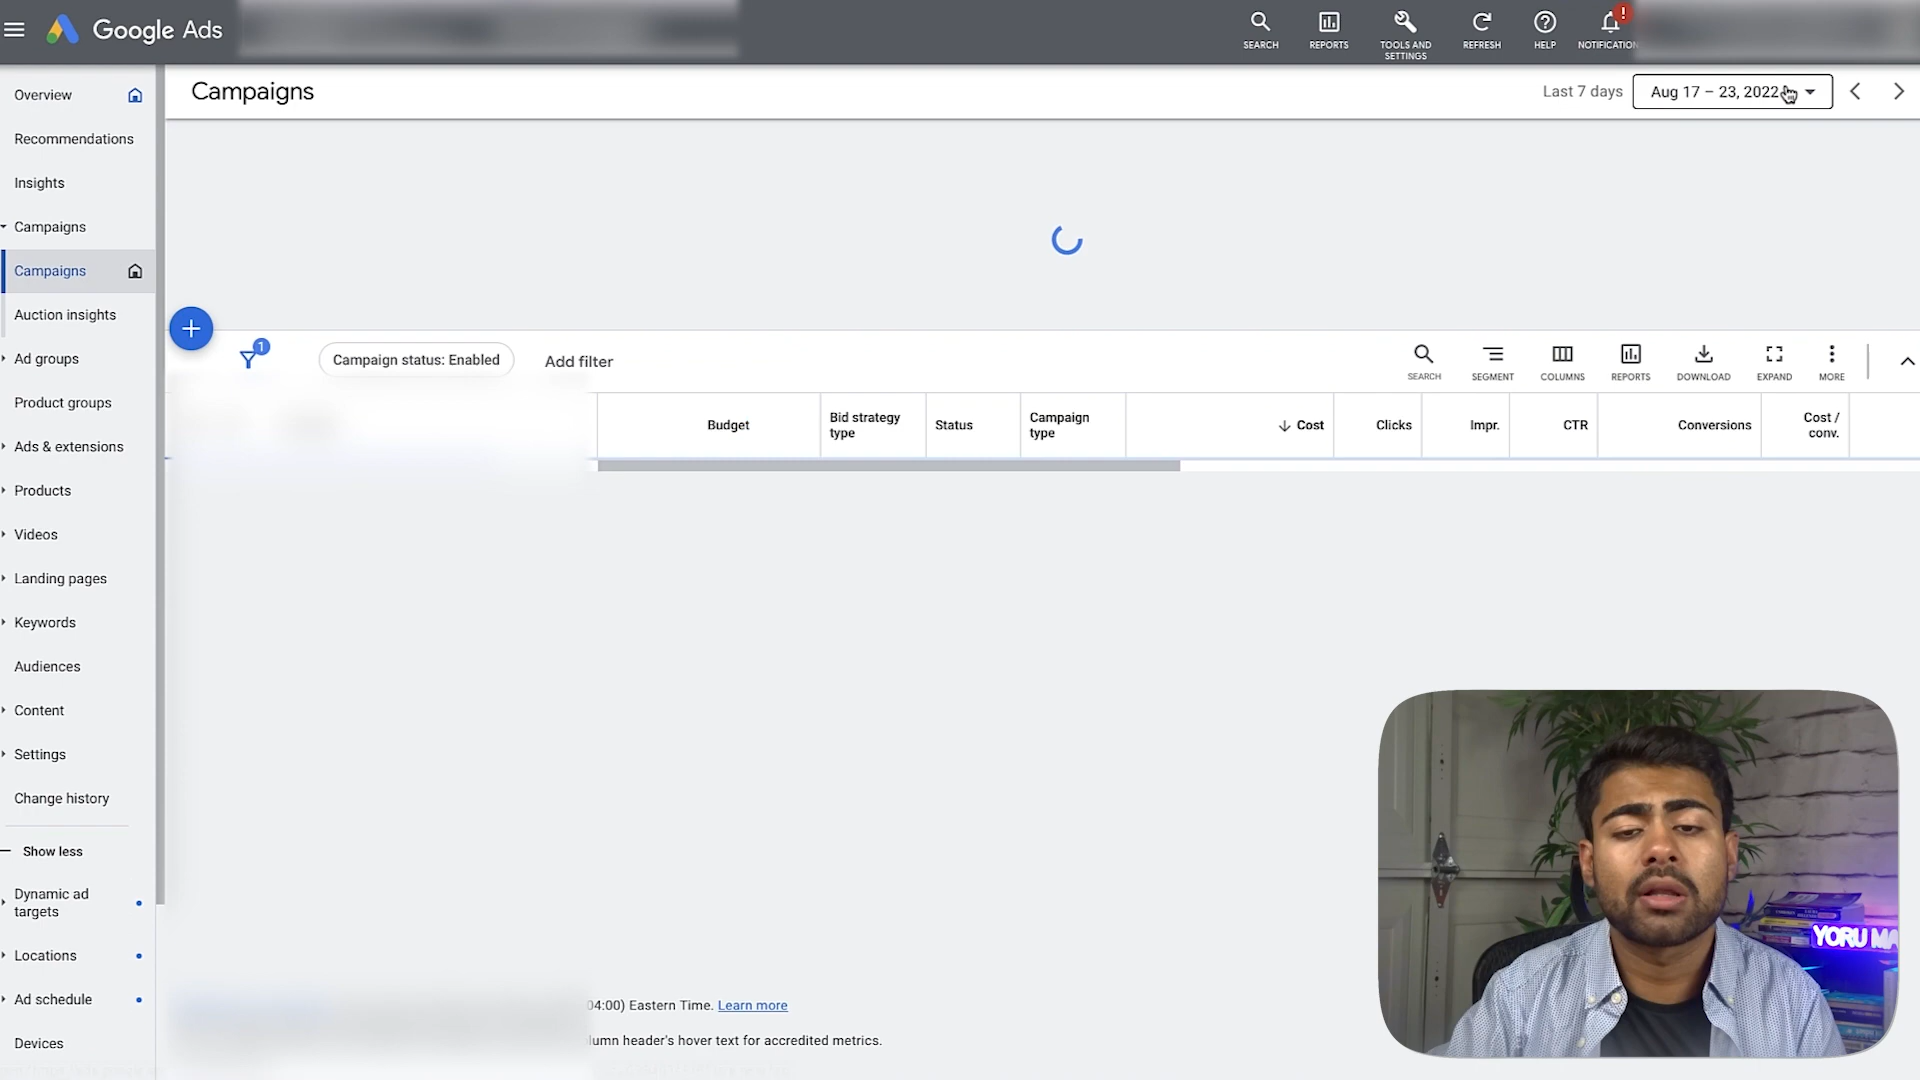 Google Ads
SEARCH
REPORTS
TOOLS AND
SETTINGS
REFRESH
HELP
NOTIFICATION
!
Overview
Recommendations
Insights
Campaigns
Campaigns
Auction insights
Ad groups
Product groups
Ads & extensions
Products
Videos
Landing pages
Keywords
Audiences
Content
Settings
Change history
Show less
Dynamic ad
targets
Locations
Ad schedule
Devices
Campaigns
Last 7 days
Aug 17 – 23, 2022
1
Campaign status: Enabled
Add filter
SEARCH
SEGMENT
COLUMNS
REPORTS
DOWNLOAD
EXPAND
MORE
Budget
Bid strategy
type
Status
Campaign
type
Cost
Clicks
Impr.
CTR
Conversions
Cost /
conv.
04:00) Eastern Time. Learn more
lumn header's hover text for accredited metrics.
YORU MA